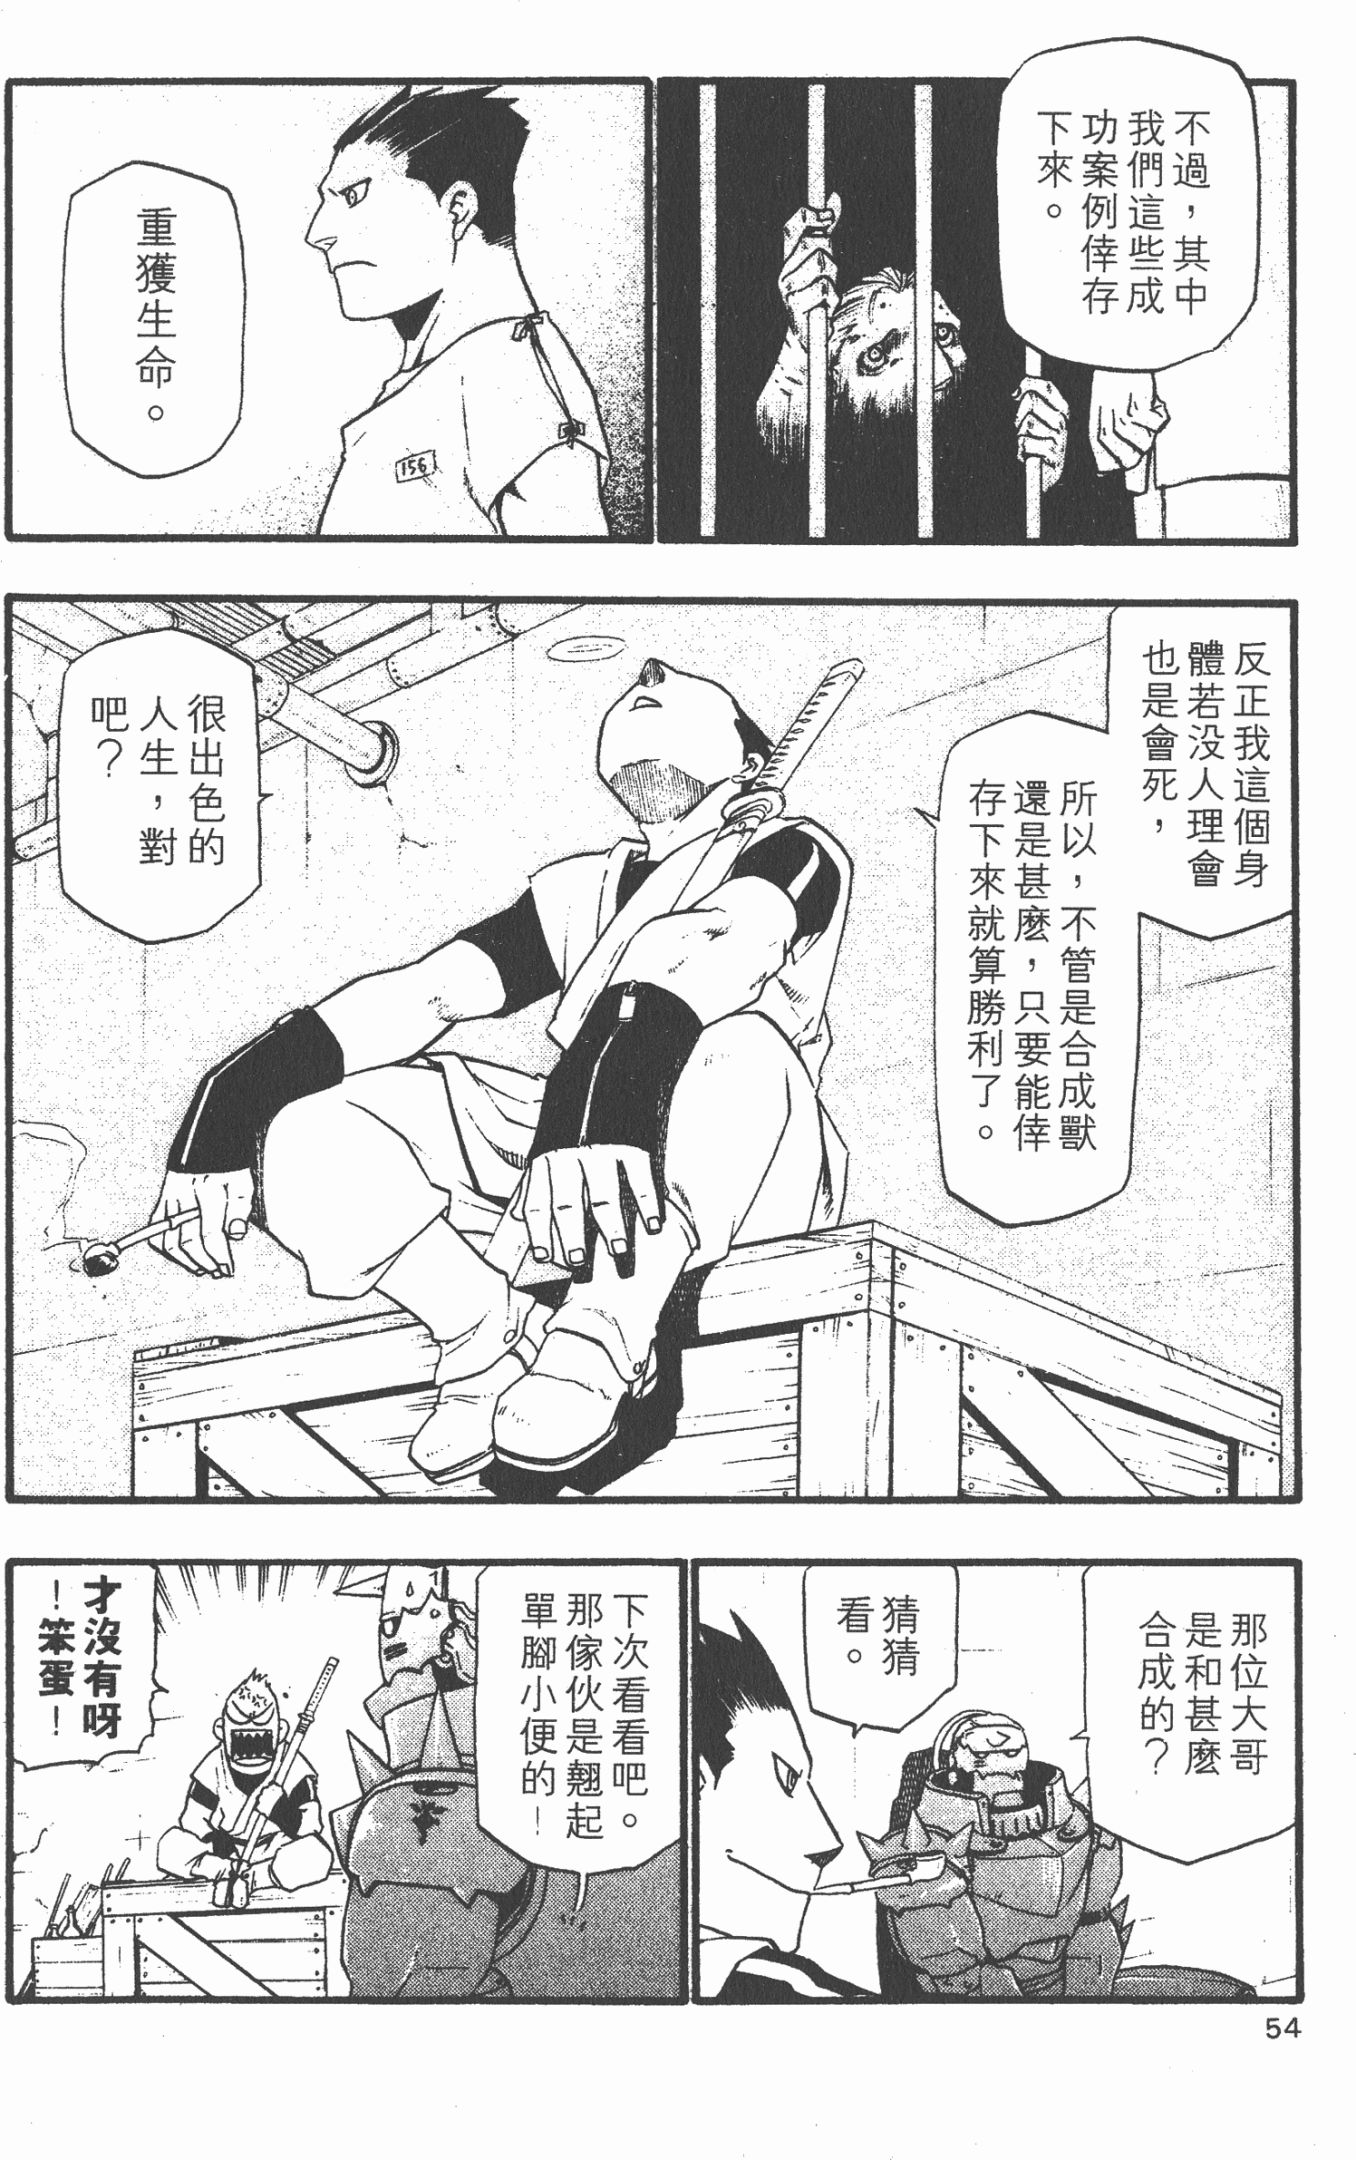 不過，其中
我們這些成
功案例倖存
下來。
重獲生命。
156
反正我這個身
體若没人理會
也是會死，
所以，不管是合成獸
還是甚麽，只要能倖
存下來就算勝利了。
很出色的
人生，對
吧？
那位大哥
是和甚麽
合成的？
猜猜
看。
下次看看吧。
那傢伙是翹起
單腳小便的！
才沒有呀
！笨蛋！
54